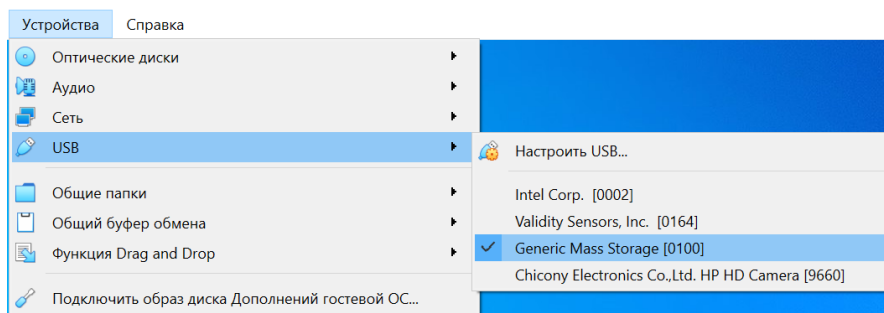 Устройства Справка
Оптические диски
Аудио
Сеть
USB
Настроить USB...
Общие папки
Intel Corp. [0002]
Общий буфер обмена
Validity Sensors, Inc. [0164]
Функция Drag and Drop
Generic Mass Storage [0100]
Chicony Electronics Co.,Ltd. HP HD Camera [9660]
Подключить образ диска Дополнений гостевой ОС...